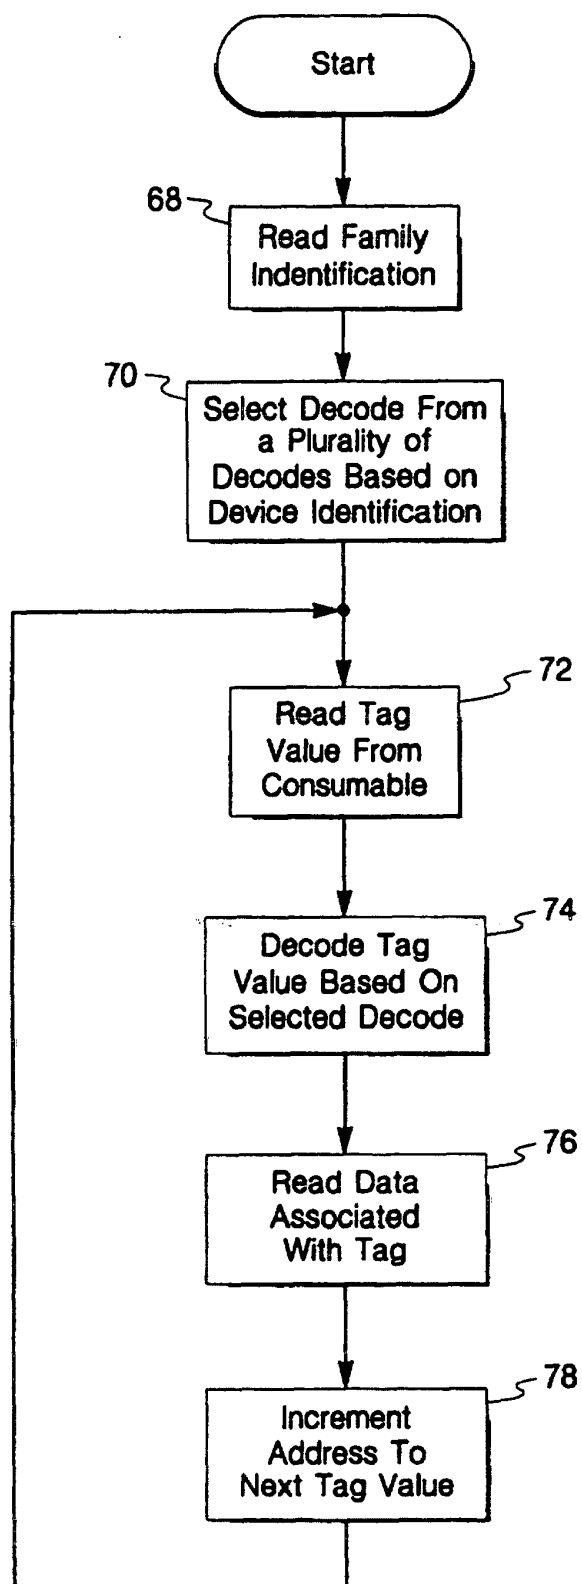 Start
68
Read Family
Indentification
70
Select Decode From
a Plurality of
Decodes Based on
Device Identification
72
Read Tag
Value From
Consumable
74
Decode Tag
Value Based On
Selected Decode
76
Read Data
Associated
With Tag
78
Increment
Address To
Next Tag Value